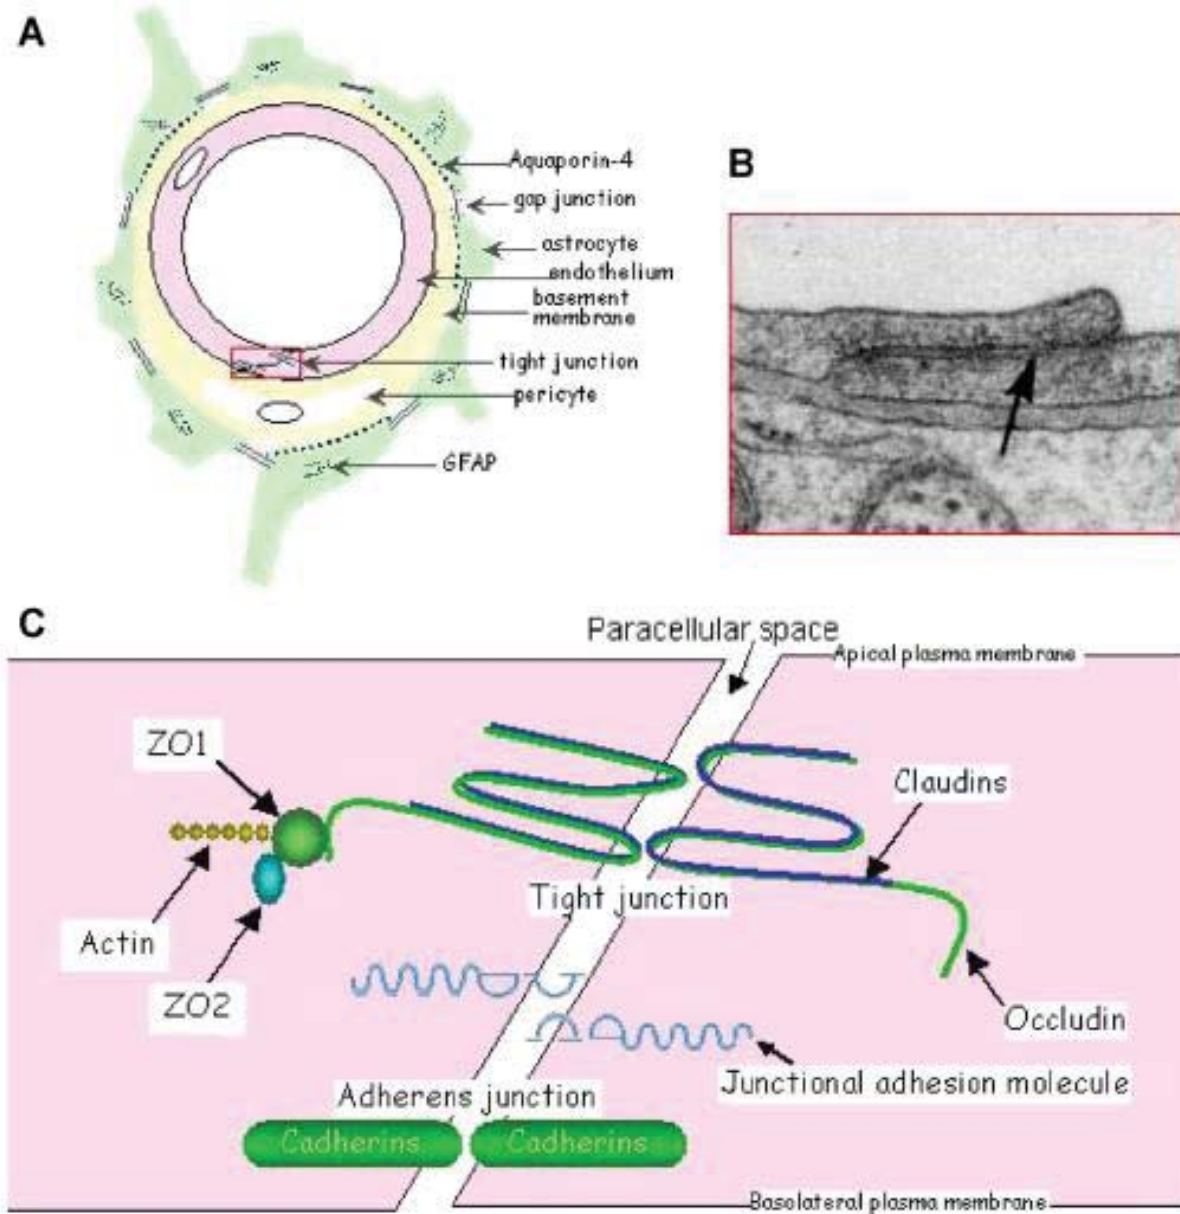 A
Aquaporin-4
gap junction
astrocyte
endothelium
basement
membrane
tight junction
pericyte
GFAP
B
C
Paracellular space
Apical plasma membrane
ZO1
Claudins
Tight junction
Actin
ZO2
Occludin
Junctional adhesion molecule
Adherens junction
Cadherins Cadherins
Basolateral plasma membrane